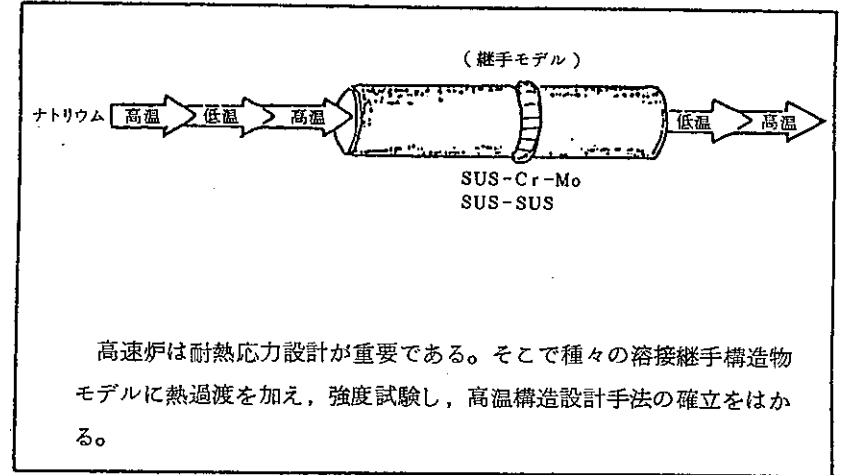 (継手モデル)
ナトリウム 高温 低温 高温 低温 高温
SUS-Cr-Mo
SUS-SUS
高速炉は耐熱応力設計が重要である。そこで種々の溶接継手構造物
モデルに熱過渡を加え，強度試験し，高温構造設計手法の確立をはか
る。